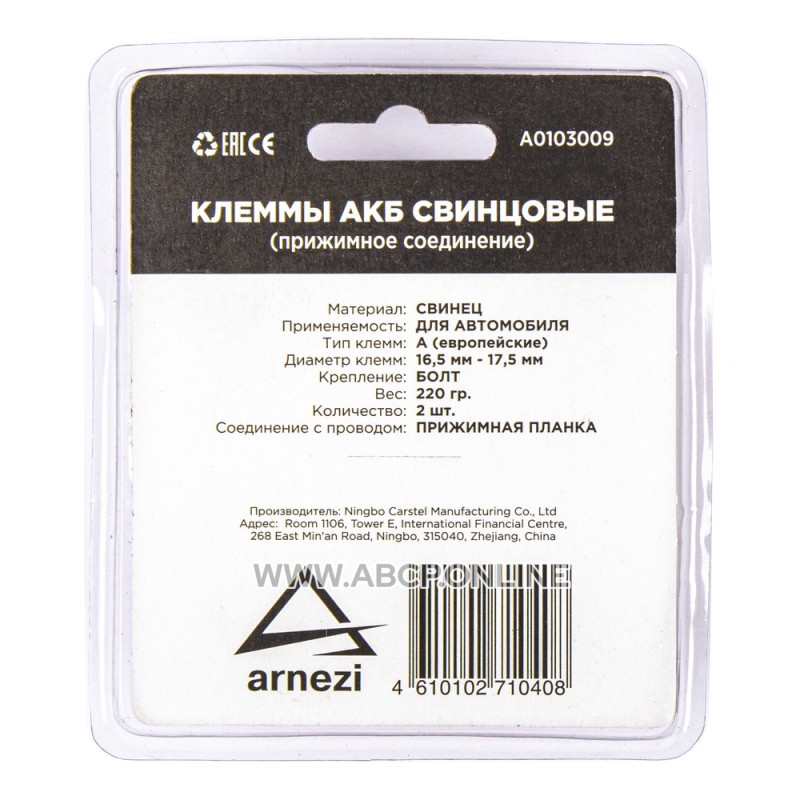 EAC CE
A0103009
КЛЕММЫ АКБ СВИНЦОВЫЕ
(прижимное соединение)
Материал: СВИНЕЦ
Применяемость: ДЛЯ АВТОМОБИЛЯ
Тип клемм: А (европейские)
Диаметр клемм: 16,5 мм - 17,5 мм
Крепление: БОЛТ
Вес: 220 гр.
Количество: 2 шт.
Соединение с проводом: ПРИЖИМНАЯ ПЛАНКА
Производитель: Ningbo Carstel Manufacturing Co., Ltd
Адрес: Room 1106, Tower E, International Financial Centre,
268 East Min'an Road, Ningbo, 315040, Zhejiang, China
WWW.ABCP.ONLINE
arnezi
4 610102 710408